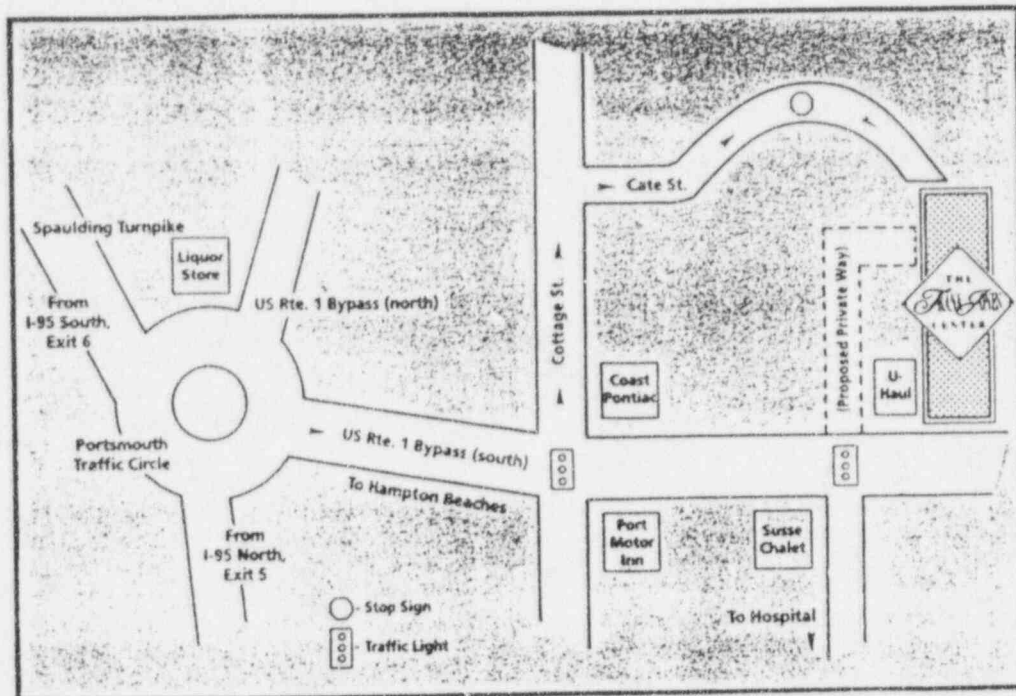 Cate St.
Spaulding Turnpike
Liquor
Store
From
I-95 South,
Exit 6
US Rte. 1 Bypass (north)
Cottage St.
(Proposed Private Way)
THE
CENTER
Coast
Pontiac
U-
Haul
Portsmouth
Traffic Circle
US Rte. 1 Bypass (south)
To Hampton Beaches
From
I-95 North,
Exit 5
Port
Motor
Inn
Susse
Chalet
- Stop Sign
- Traffic Light
To Hospital